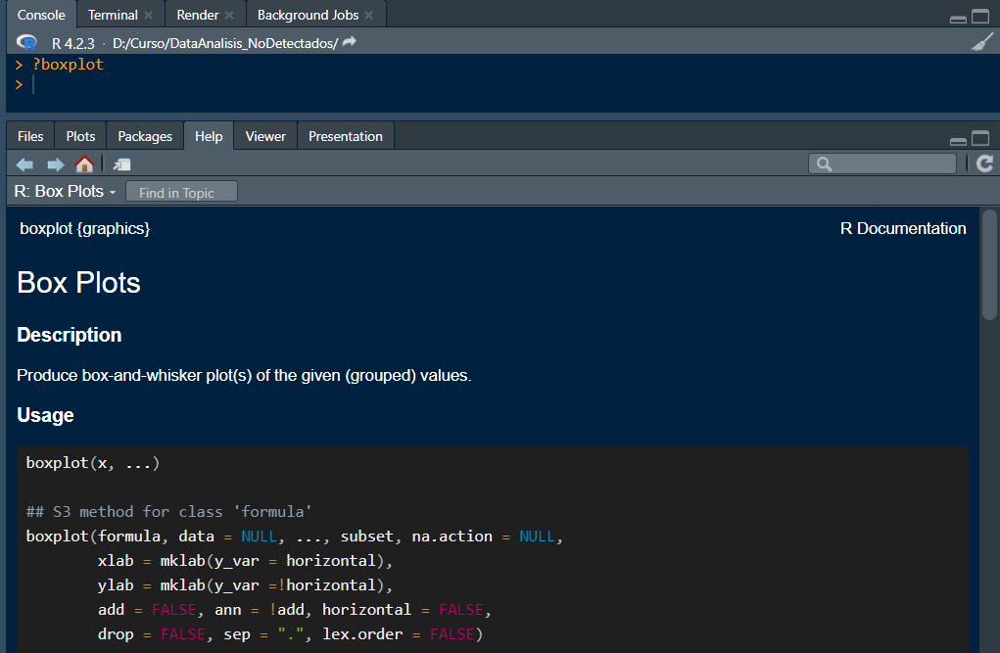 Console Terminal Render Background Jobs
R 4.2.3 · D:/Curso/DataAnalisis_NoDetectados/
> ?boxplot
>
Files Plots Packages Help Viewer Presentation
R: Box Plots Find in Topic
boxplot {graphics} R Documentation
Box Plots
Description
Produce box-and-whisker plot(s) of the given (grouped) values.
Usage
boxplot(x, ...)
## S3 method for class 'formula'
boxplot(formula, data = NULL, ..., subset, na.action = NULL,
xlab = mklab(y_var = horizontal),
ylab = mklab(y_var =!horizontal),
add = FALSE, ann = !add, horizontal = FALSE,
drop = FALSE, sep = ".", lex.order = FALSE)